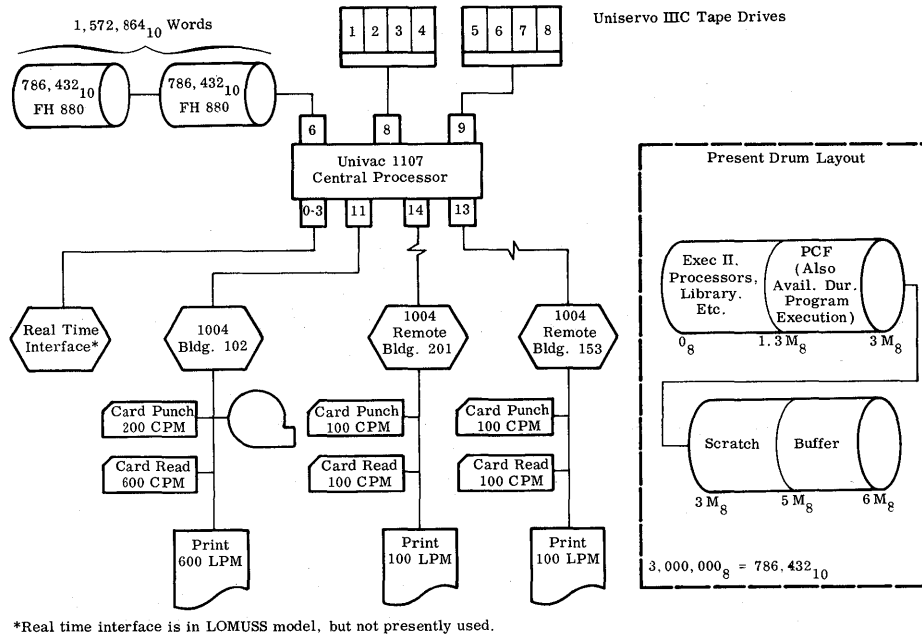 1,572,864₁₀ Words
Uniservo IIIC Tape Drives
1 2 3 4
5 6 7 8
786,432₁₀
FH 880
786,432₁₀
FH 880
6
8
9
Univac 1107
Central Processor
0-3
11
14
13
Real Time
Interface*
1004
Bldg. 102
1004
Remote
Bldg. 201
1004
Remote
Bldg. 153
Card Punch
200 CPM
Card Punch
100 CPM
Card Punch
100 CPM
Card Read
600 CPM
Card Read
100 CPM
Card Read
100 CPM
Print
600 LPM
Print
100 LPM
Print
100 LPM
Present Drum Layout
Exec II.
Processors,
Library.
Etc.
PCF
(Also
Avail. Dur.
Program
Execution)
0₈
1.3 M₈
3 M₈
Scratch
Buffer
3 M₈
5 M₈
6 M₈
3,000,000₈ = 786,432₁₀
*Real time interface is in LOMUSS model, but not presently used.